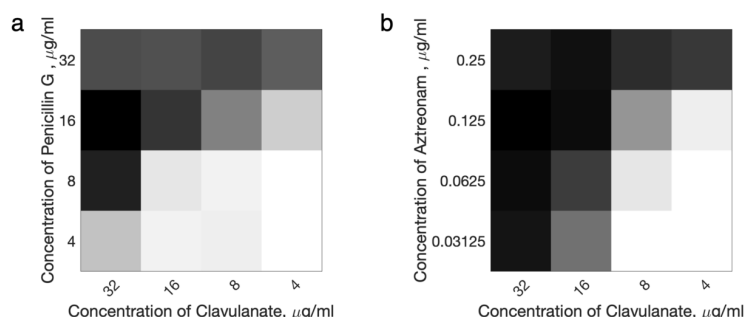 a
Concentration of Penicillin G , μg/ml
32
16
8
4
32 16 8 4
Concentration of Clavulanate, μg/ml
b
Concentration of Aztreonam , μg/ml
0.25
0.125
0.0625
0.03125
32 16 8 4
Concentration of Clavulanate, μg/ml